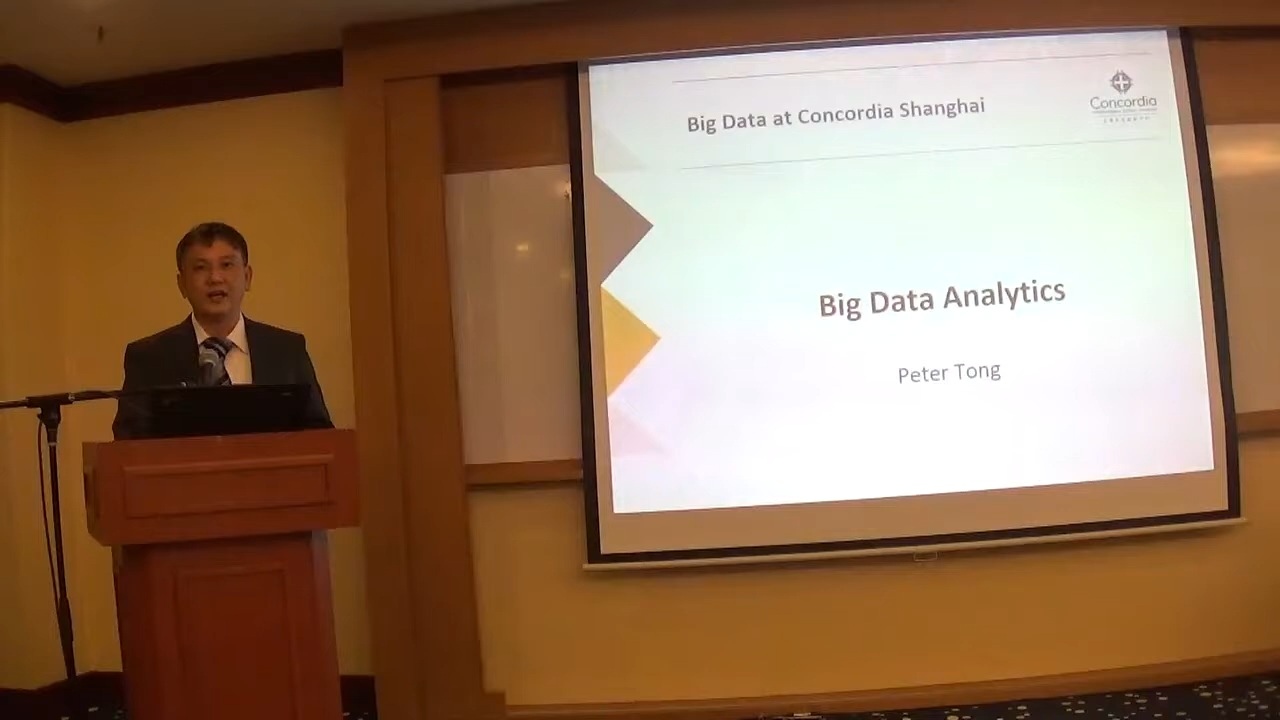 Big Data at Concordia Shanghai
Concordia
Big Data Analytics
Peter Tong